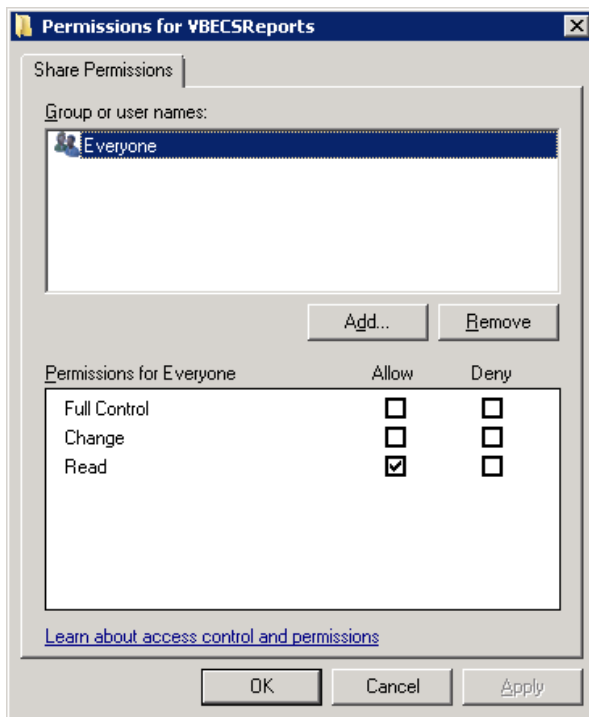 Permissions for VBECSReports
Share Permissions
Group or user names:
Everyone
Add... Remove
Permissions for Everyone Allow Deny
Full Control
Change
Read
Learn about access control and permissions
OK Cancel Apply